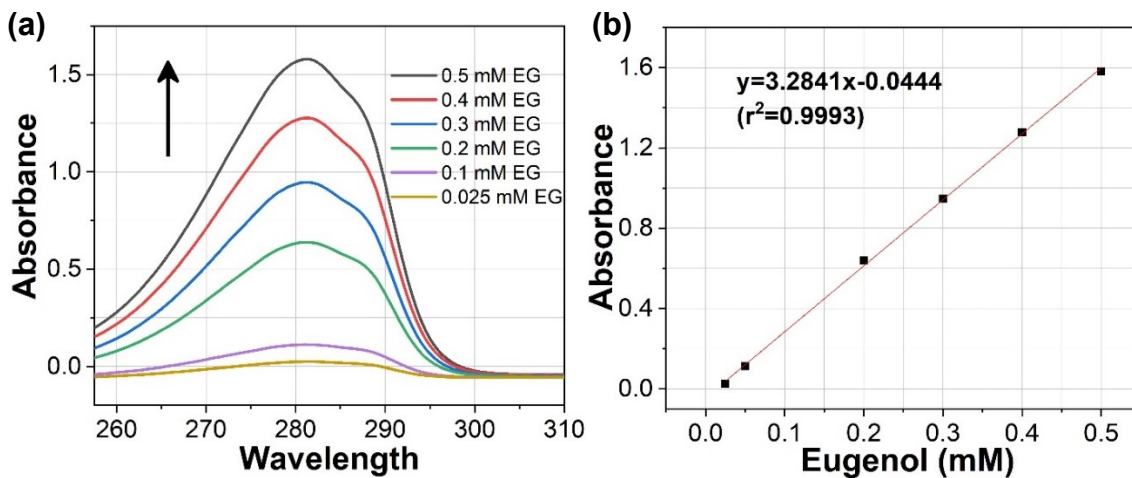 (a)
Absorbance
1.5
1.0
0.5
0.0
0.5 mM EG
0.4 mM EG
0.3 mM EG
0.2 mM EG
0.1 mM EG
0.025 mM EG
260 270 280 290 300 310
Wavelength
(b)
Absorbance
1.6
1.2
0.8
0.4
0.0
y=3.2841x-0.0444
(r²=0.9993)
0.0 0.1 0.2 0.3 0.4 0.5
Eugenol (mM)